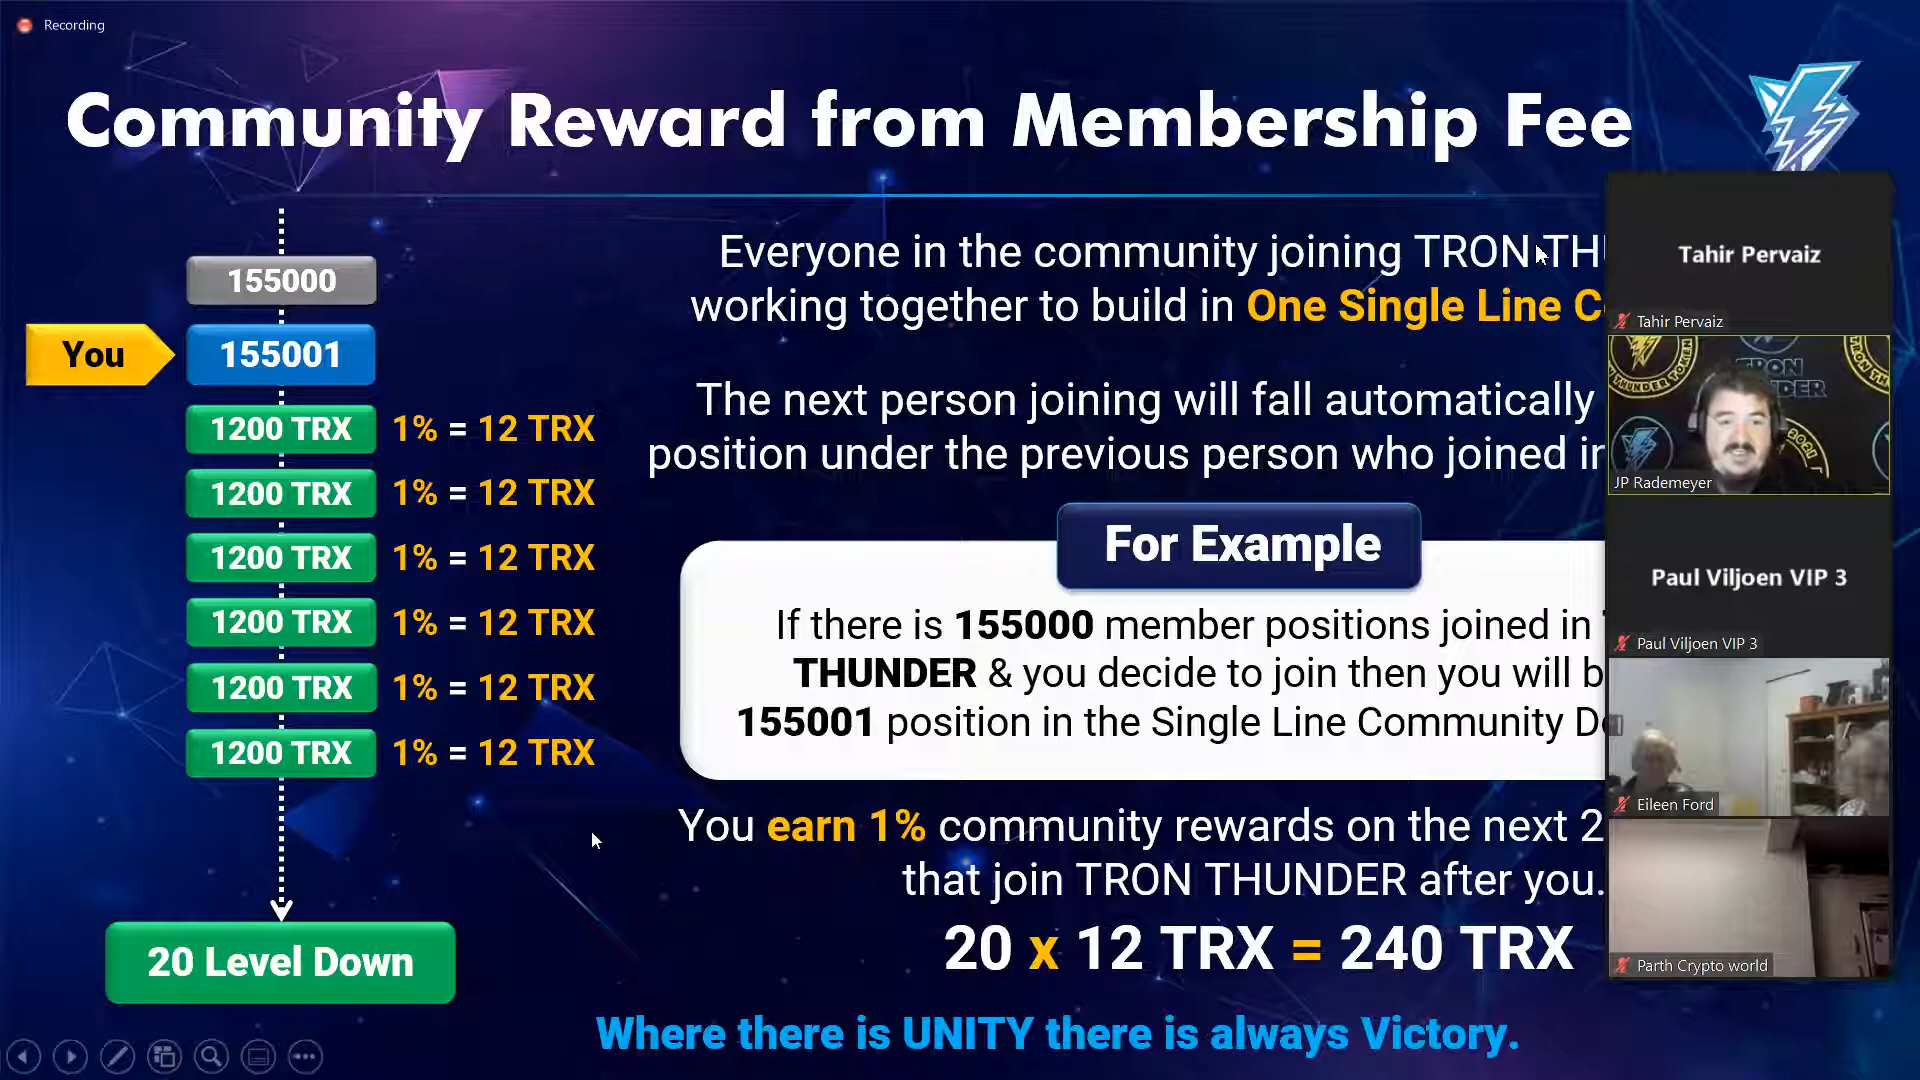 Recording
Community Reward from Membership Fee
155000
You
155001
1200 TRX 1% = 12 TRX
1200 TRX 1% = 12 TRX
1200 TRX 1% = 12 TRX
1200 TRX 1% = 12 TRX
1200 TRX 1% = 12 TRX
1200 TRX 1% = 12 TRX
20 Level Down
Everyone in the community joining TRON
working together to build in One Single Line
The next person joining will fall automatically
position under the previous person who joined
For Example
If there is 155000 member positions joined in
THUNDER & you decide to join then you will
155001 position in the Single Line Community
You earn 1% community rewards on the next
that join TRON THUNDER after you.
20 x 12 TRX = 240 TRX
Where there is UNITY there is always Victory.
Tahir Pervaiz
Tahir Pervaiz
TRON
JP Rademeyer
Paul Viljoen VIP 3
Paul Viljoen VIP 3
Eileen Ford
Parth Crypto world